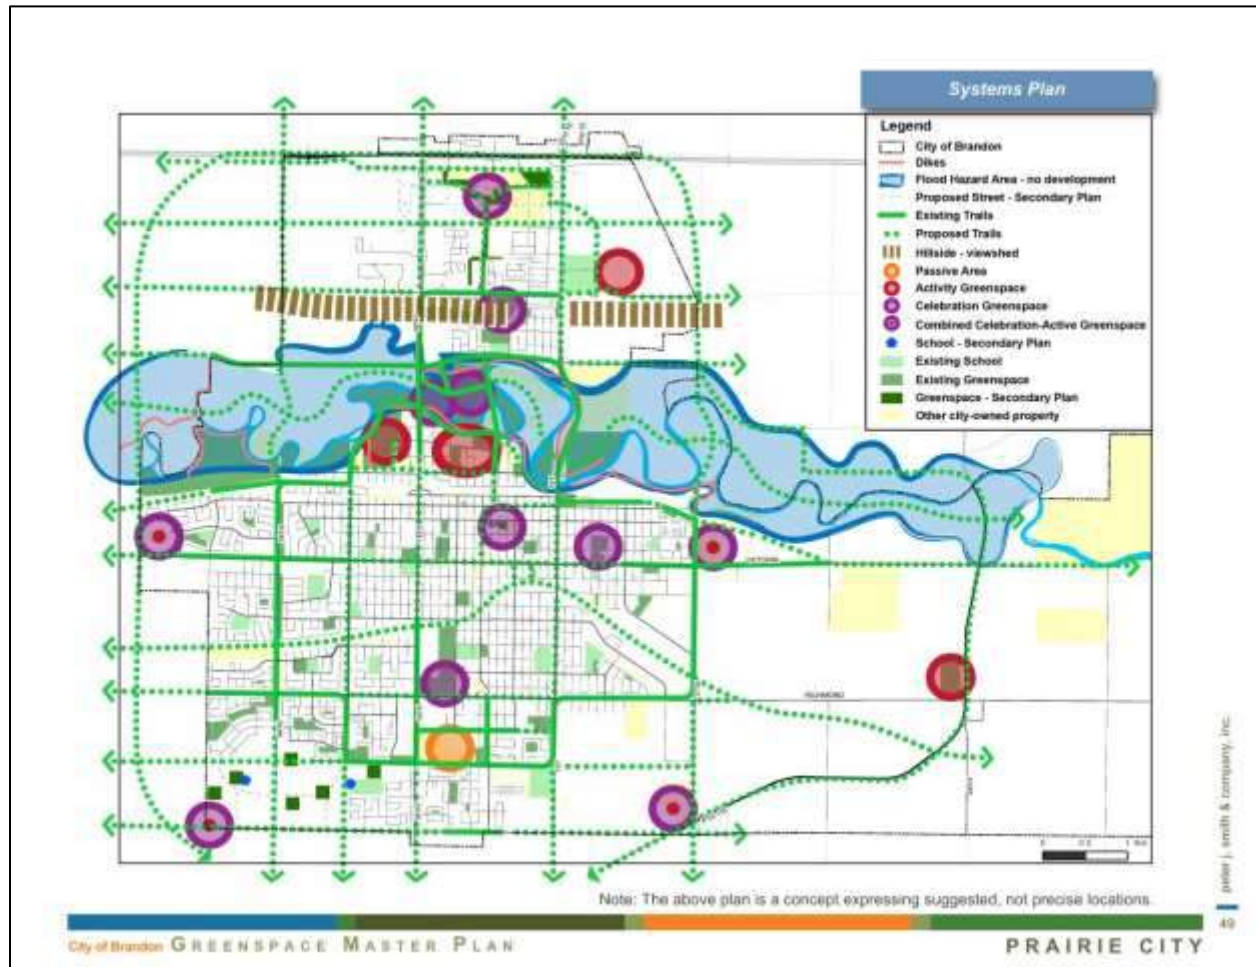 Systems Plan
Legend
City of Brandon
Dikes
Flood Hazard Area - no development
Proposed Street - Secondary Plan
Existing Trails
Proposed Trails
Hillside - viewshed
Passive Area
Activity Greenspace
Celebration Greenspace
Combined Celebration-Active Greenspace
School - Secondary Plan
Existing School
Existing Greenspace
Greenspace - Secondary Plan
Other city-owned property
RICHMOND
Note: The above plan is a concept expressing suggested, not precise locations.
peter j. smith & company, inc.
49
City of Brandon GREENSPACE MASTER PLAN
PRAIRIE CITY